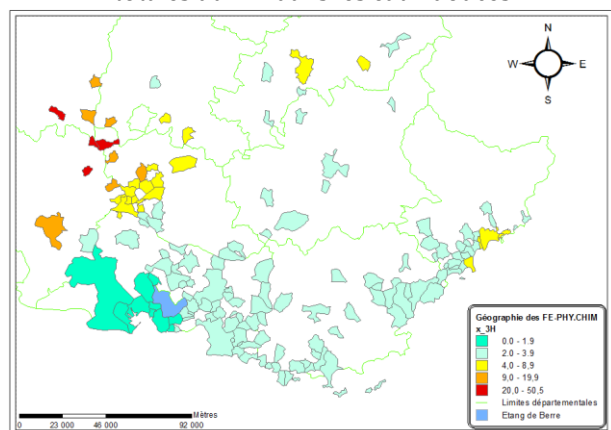 N
W E
S
Géographie des FE-PHY.CHIM
x_3H
0.0 - 1.9
2.0 - 3.9
4,0 - 8,9
9,0 - 19,9
20,0 - 50,5
Limites départementales
Etang de Berre
Mètres
0 23 000 46 000 92 000